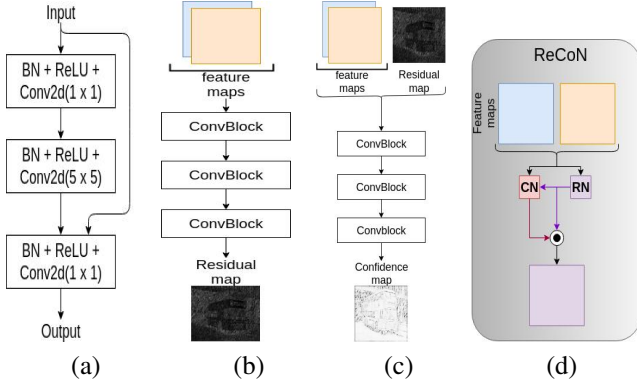 Input
BN + ReLU +
Conv2d(1 x 1)
BN + ReLU +
Conv2d(5 x 5)
BN + ReLU +
Conv2d(1 x 1)
Output
(a)
feature
maps
ConvBlock
ConvBlock
ConvBlock
Residual
map
(b)
feature
maps
Residual
map
ConvBlock
ConvBlock
Convblock
Confidence
map
(c)
ReCoN
Feature
maps
CN
RN
(d)